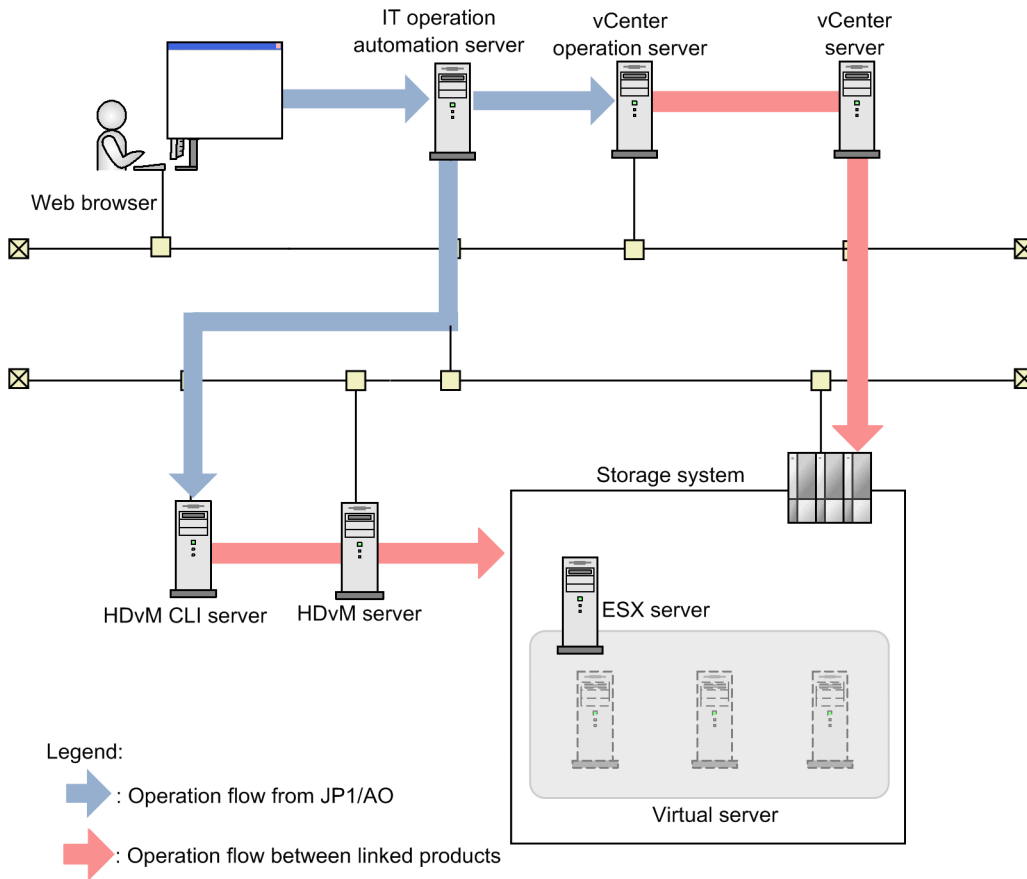 IT operation
automation server
vCenter
operation server
vCenter
server
Web browser
Storage system
HDvM CLI server
HDvM server
ESX server
Virtual server
Legend:
: Operation flow from JP1/AO
: Operation flow between linked products